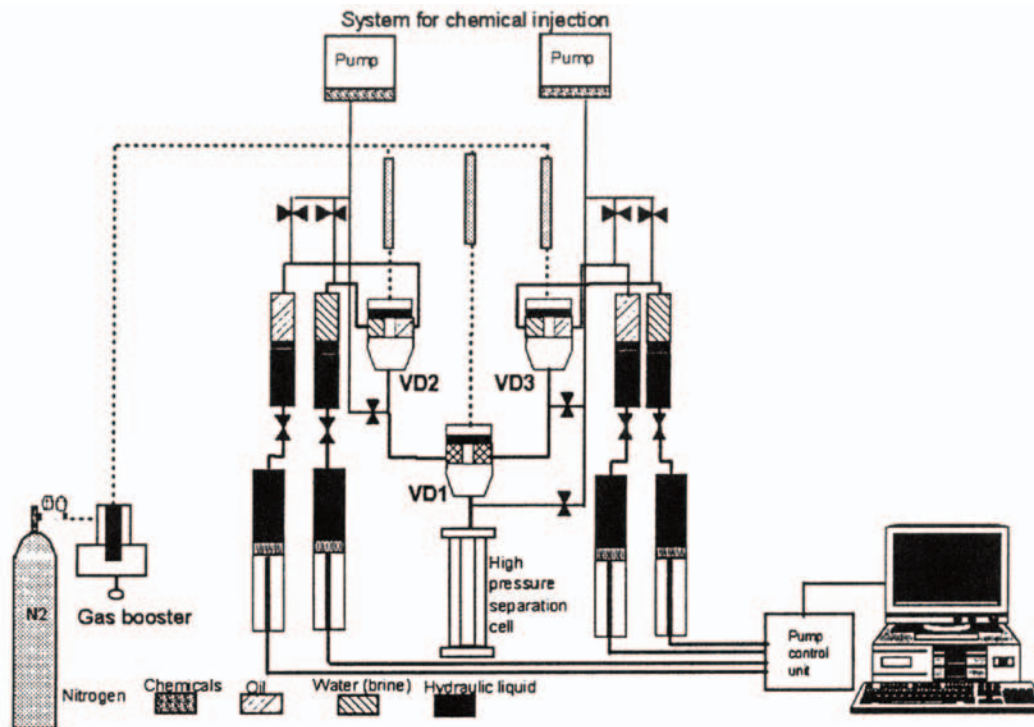 System for chemical injection
Pump
Pump
VD2
VD3
VD1
High
pressure
separation
cell
N2
Gas booster
Pump
control
unit
Nitrogen
Chemicals
Oil
Water (brine)
Hydraulic liquid